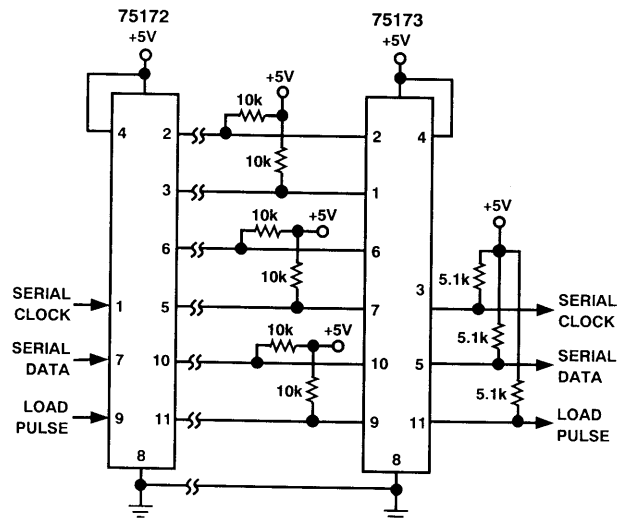 75172
75173
+5V
+5V
+5V
10k
4
2
2
4
10k
3
1
10k
+5V
+5V
6
6
10k
5.1k
3
SERIAL CLOCK
1
5
7
SERIAL CLOCK
10k
+5V
5.1k
SERIAL DATA
7
10
10
5
SERIAL DATA
10k
5.1k
LOAD PULSE
9
11
9
11
LOAD PULSE
8
8